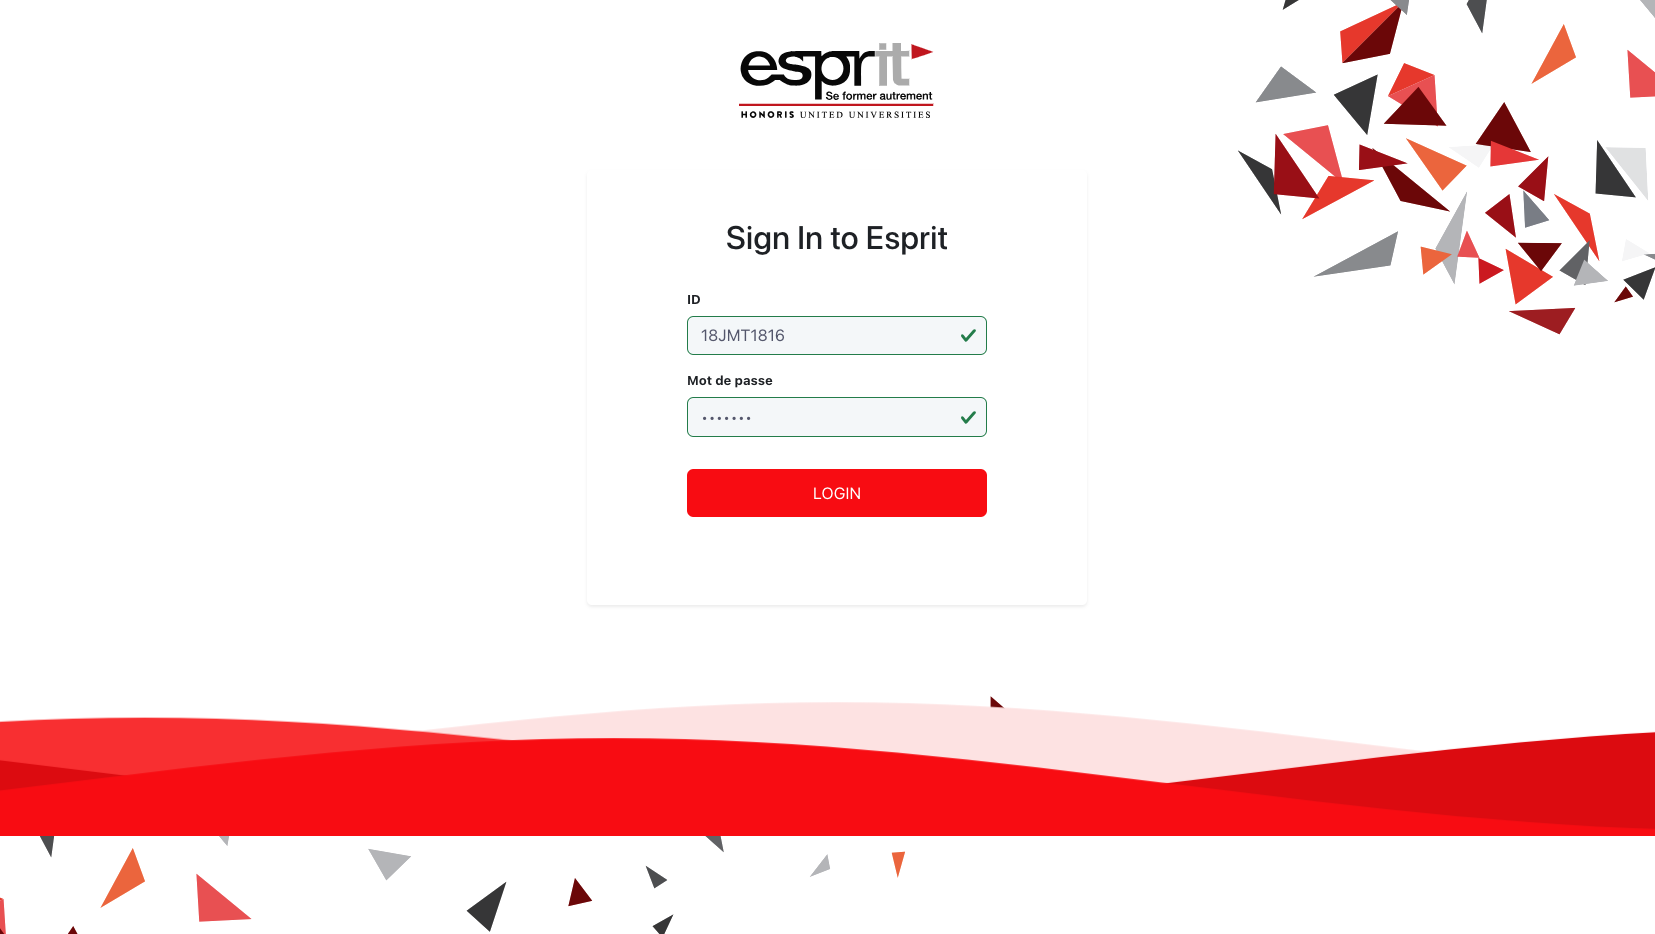 esprit
Se former autrement
HONORIS UNITED UNIVERSITIES
Sign In to Esprit
ID
18JMT1816
Mot de passe
•••••••
LOGIN